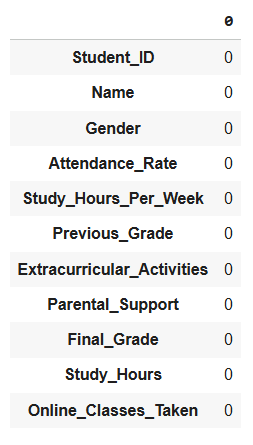 0
Student_ID 0
Name 0
Gender 0
Attendance_Rate 0
Study_Hours_Per_Week 0
Previous_Grade 0
Extracurricular_Activities 0
Parental_Support 0
Final_Grade 0
Study_Hours 0
Online_Classes_Taken 0